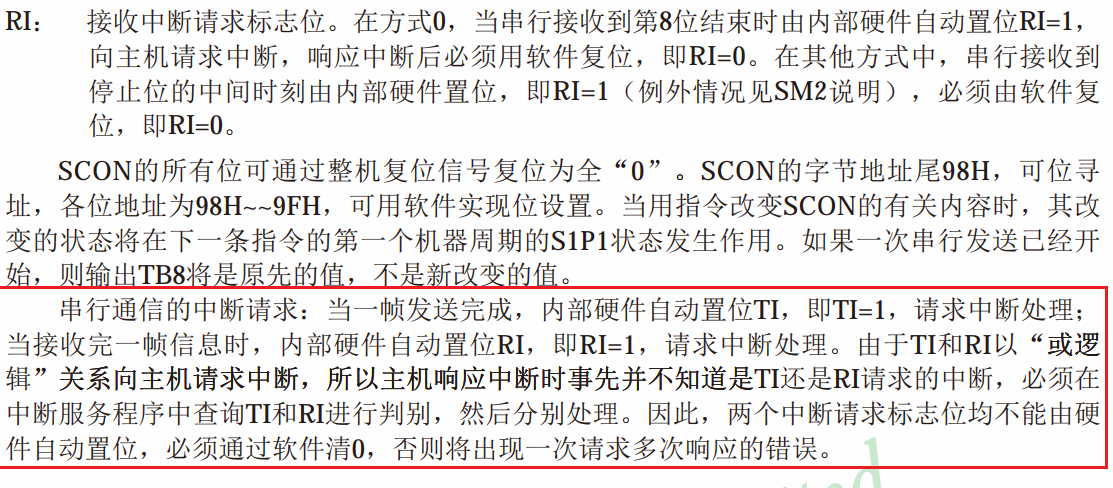 RI: 接收中断请求标志位。在方式0，当串行接收到第8位结束时由内部硬件自动置位RI=1，
向主机请求中断，响应中断后必须用软件复位，即RI=0。在其他方式中，串行接收到
停止位的中间时刻由内部硬件置位，即RI=1（例外情况见SM2说明），必须由软件复
位，即RI=0。
SCON的所有位可通过整机复位信号复位为全“0”。SCON的字节地址尾98H，可位寻
址，各位地址为98H~~9FH，可用软件实现位设置。当用指令改变SCON的有关内容时，其改
变的状态将在下一条指令的第一个机器周期的S1P1状态发生作用。如果一次串行发送已经开
始，则输出TB8将是原先的值，不是新改变的值。
串行通信的中断请求：当一帧发送完成，内部硬件自动置位TI，即TI=1，请求中断处理；
当接收完一帧信息时，内部硬件自动置位RI，即RI=1，请求中断处理。由于TI和RI以“或逻
辑”关系向主机请求中断，所以主机响应中断时事先并不知道是TI还是RI请求的中断，必须在
中断服务程序中查询TI和RI进行判别，然后分别处理。因此，两个中断请求标志位均不能由硬
件自动置位，必须通过软件清0，否则将出现一次请求多次响应的错误。